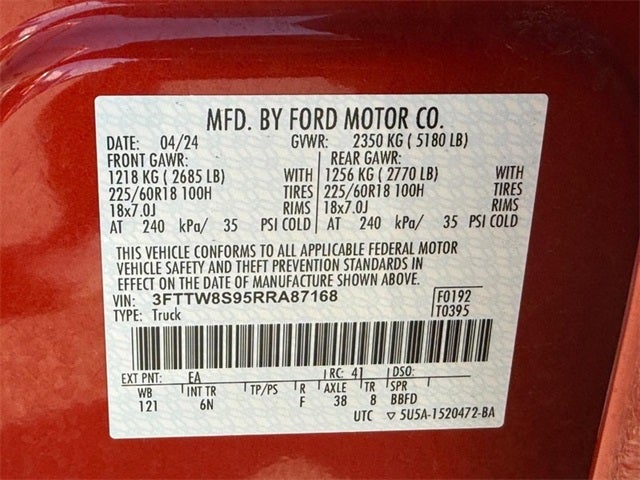 MFD. BY FORD MOTOR CO.
DATE: 04/24 GVWR: 2350 KG ( 5180 LB)
FRONT GAWR: REAR GAWR:
1218 KG ( 2685 LB) WITH 1256 KG ( 2770 LB) WITH
225/60R18 100H TIRES 225/60R18 100H TIRES
18x7.0J RIMS 18x7.0J RIMS
AT 240 kPa/ 35 PSI COLD AT 240 kPa/ 35 PSI COLD
THIS VEHICLE CONFORMS TO ALL APPLICABLE FEDERAL MOTOR
VEHICLE SAFETY AND THEFT PREVENTION STANDARDS IN
EFFECT ON THE DATE OF MANUFACTURE SHOWN ABOVE.
VIN: 3FTTW8S95RRA87168 F0192
TYPE: Truck T0395
EXT PNT: EA RC: 41 DSO:
WB INT TR TP/PS R AXLE TR SPR
121 6N F 38 8 BBFD
UTC ▽ 5U5A-1520472-BA